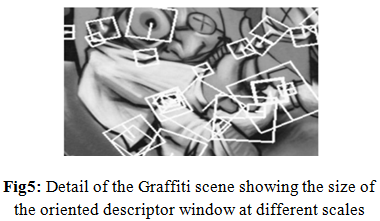 Fig5: Detail of the Graffiti scene showing the size of
the oriented descriptor window at different scales